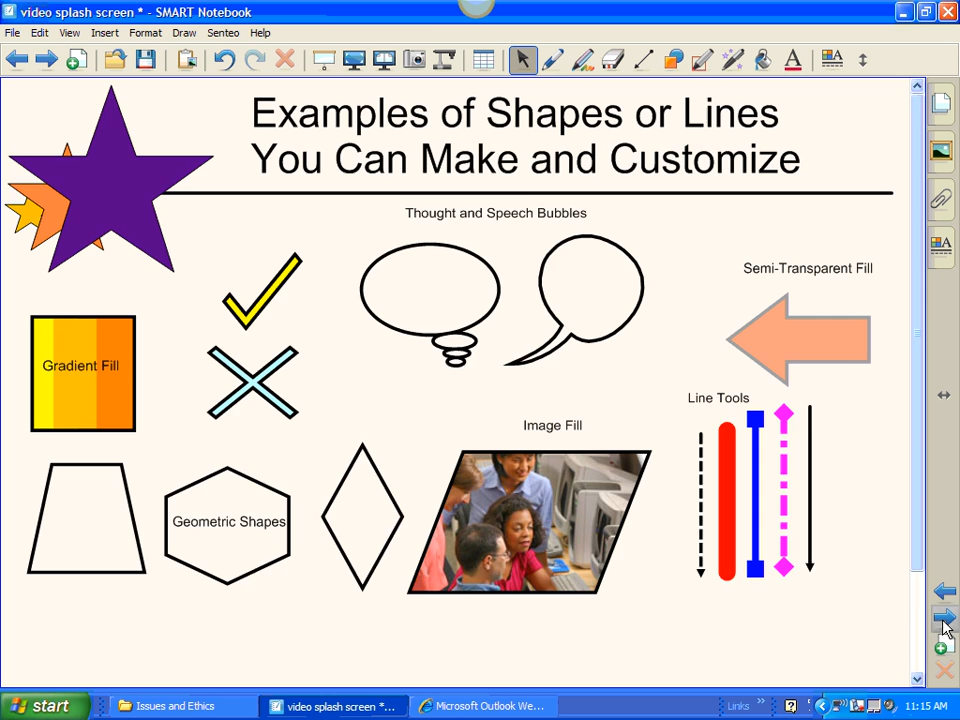 video splash screen * - SMART Notebook
File Edit View Insert Format Draw Senteo Help
Examples of Shapes or Lines
You Can Make and Customize
Thought and Speech Bubbles
Semi-Transparent Fill
Gradient Fill
Line Tools
Image Fill
Geometric Shapes
start
Issues and Ethics
video splash screen *...
Microsoft Outlook We...
Links
11:15 AM